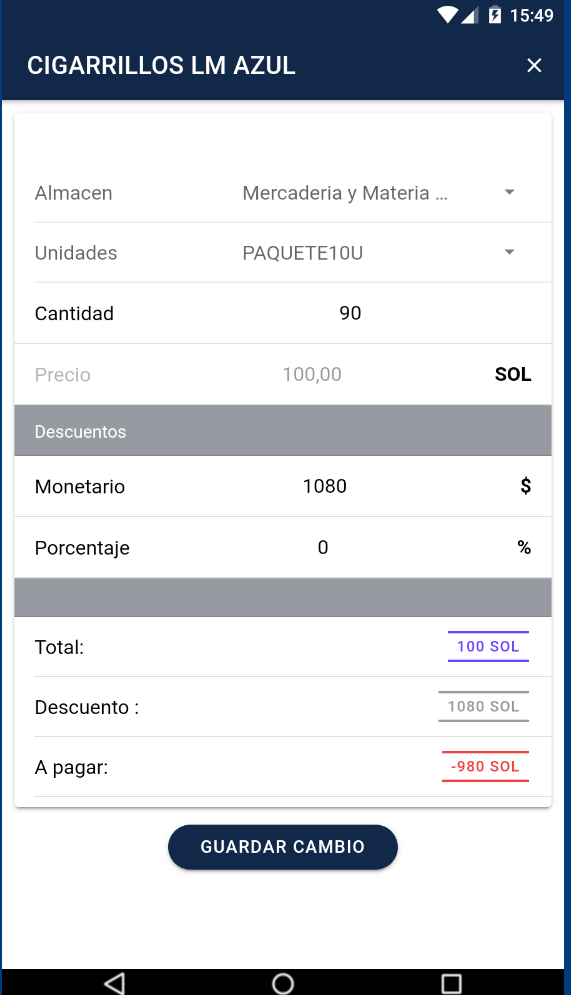 15:49
CIGARRILLOS LM AZUL ×
Almacen Mercaderia y Materia ...
Unidades PAQUETE10U
Cantidad 90
Precio 100,00 SOL
Descuentos
Monetario 1080 $
Porcentaje 0 %
Total: 100 SOL
Descuento : 1080 SOL
A pagar: -980 SOL
GUARDAR CAMBIO